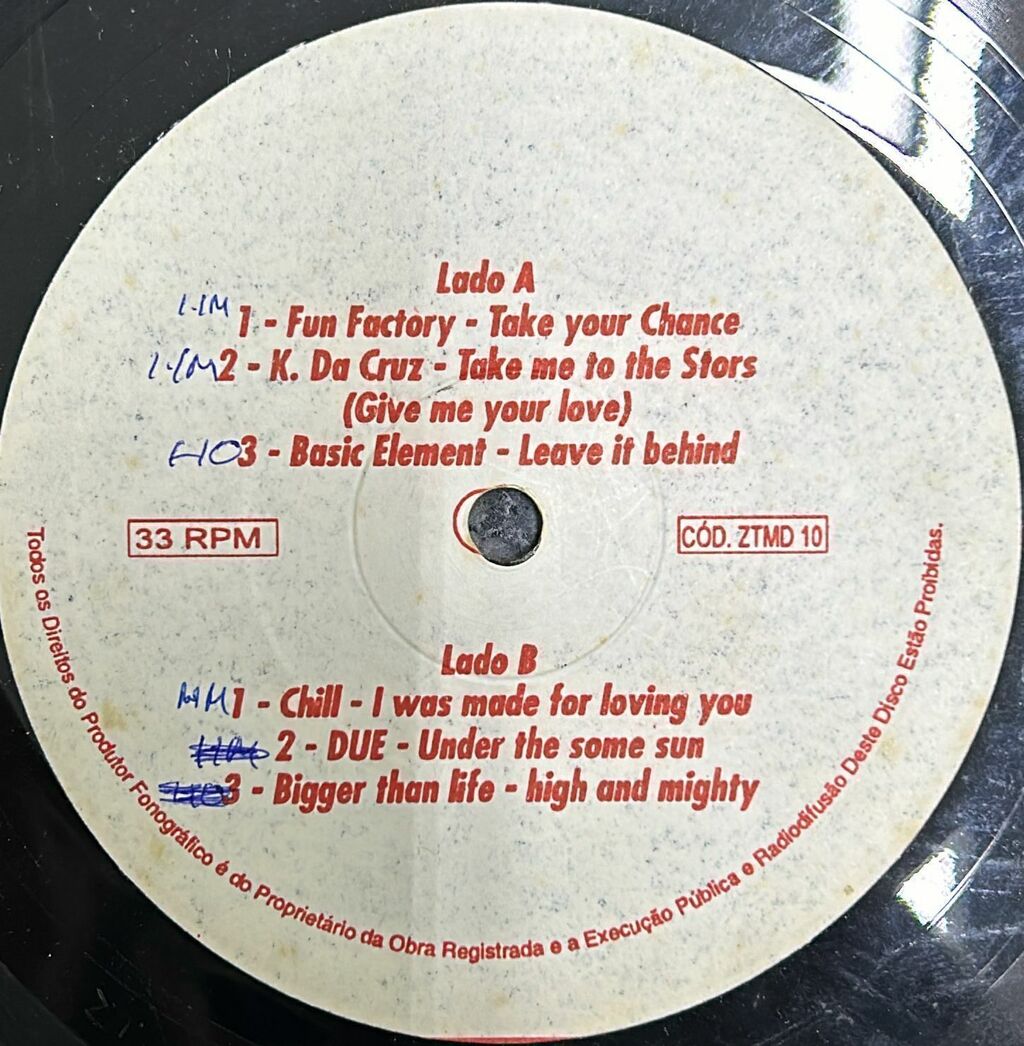 Lado A
1 - Fun Factory - Take your Chance
2 - K. Da Cruz - Take me to the Stors
(Give me your love)
HO 3 - Basic Element - Leave it behind
33 RPM
CÓD. ZTMD 10
Lado B
1 - Chill - I was made for loving you
2 - DUE - Under the some sun
3 - Bigger than life - high and mighty
Todos os Direitos do Produtor Fonográfico é do Proprietário da Obra Registrada e a Execução Pública e Radiodifusão Deste Disco Estão Proibidas.